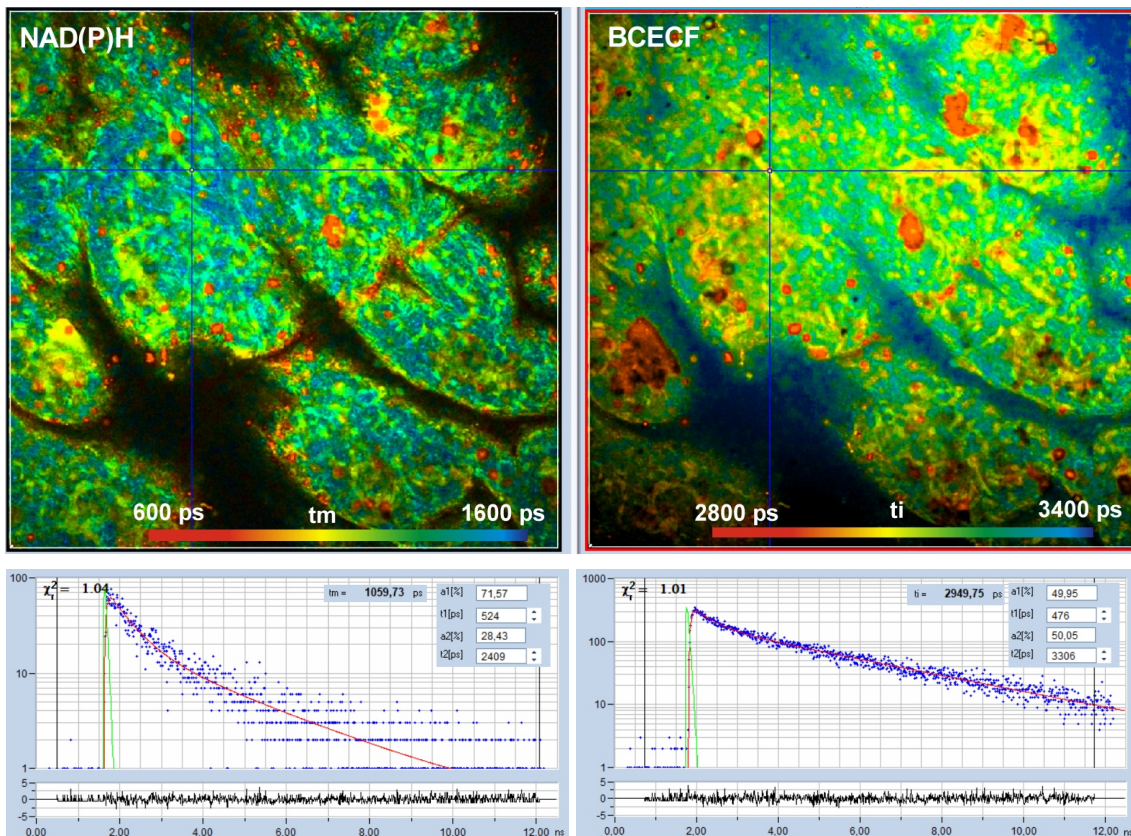 NAD(P)H
600 ps tm 1600 ps
BCECF
2800 ps ti 3400 ps
100
10
1
χr² = 1.04
tm = 1059,73 ps
a1[%] 71,57
t1[ps] 524
a2[%] 28,43
t2[ps] 2409
5
0
-5
0.00 2.00 4.00 6.00 8.00 10.00 12.00 ns
1000
100
10
1
χr² = 1.01
ti = 2949,75 ps
a1[%] 49,95
t1[ps] 476
a2[%] 50,05
t2[ps] 3306
5
0
-5
0.00 2.00 4.00 6.00 8.00 10.00 12.00 ns